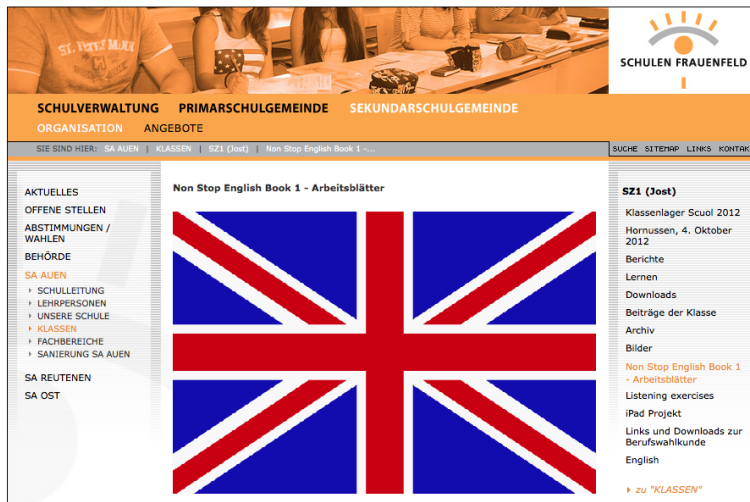 ST. TROPEZ MAXX
SCHULEN FRAUENFELD
SCHULVERWALTUNG PRIMARSCHULGEMEINDE SEKUNDARSCHULGEMEINDE
ORGANISATION ANGEBOTE
SIE SIND HIER: SA AUEN | KLASSEN | SZ1 (Jost) | Non Stop English Book 1 -...
SUCHE SITEMAP LINKS KONTAK
AKTUELLES
OFFENE STELLEN
ABSTIMMUNGEN /
WAHLEN
BEHÖRDE
SA AUEN
SCHULLEITUNG
LEHRPERSONEN
UNSERE SCHULE
KLASSEN
FACHBEREICHE
SANIERUNG SA AUEN
SA REUTENEN
SA OST
Non Stop English Book 1 - Arbeitsblätter
SZ1 (Jost)
Klassenlager Scuol 2012
Hornussen, 4. Oktober
2012
Berichte
Lernen
Downloads
Beiträge der Klasse
Archiv
Bilder
Non Stop English Book 1
- Arbeitsblätter
Listening exercises
iPad Projekt
Links und Downloads zur
Berufswahlkunde
English
zu "KLASSEN"